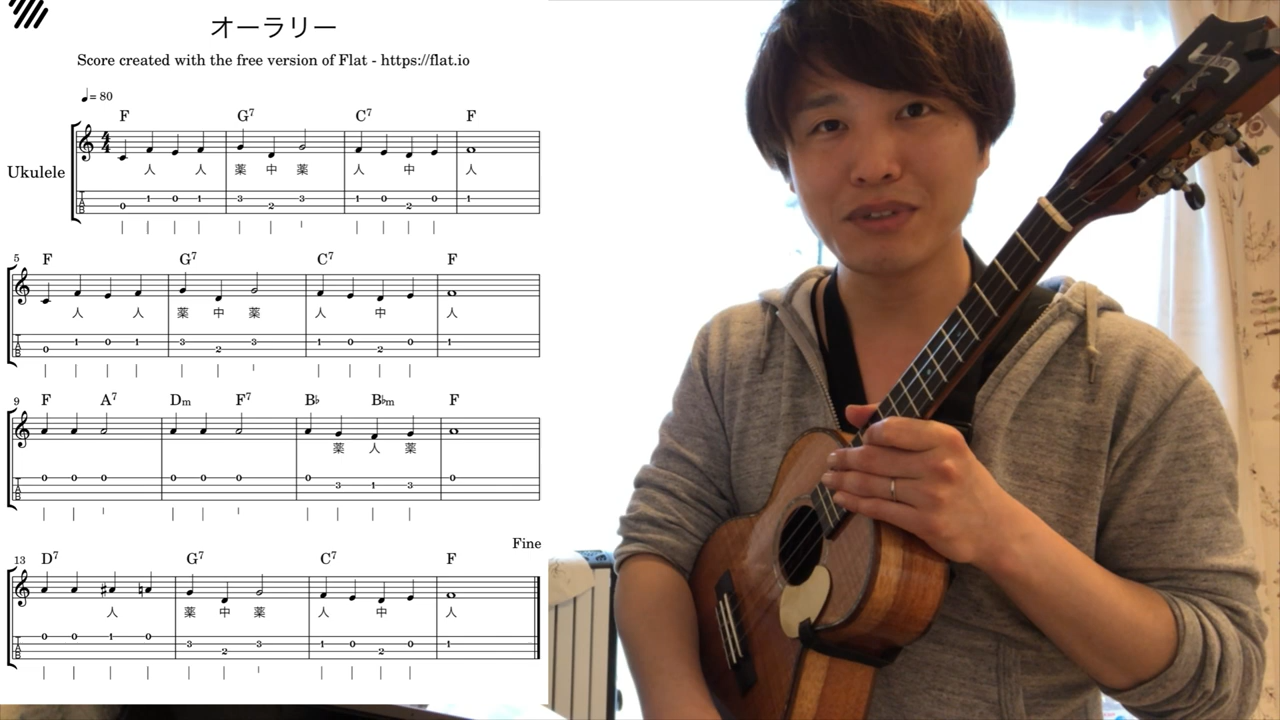 オーラリー
Score created with the free version of Flat - https://flat.io
♩= 80
F G7 C7 F
4
4
Ukulele
人 人 薬 中 薬 人 中 人
0 1 0 1 3 2 3 1 0 2 0 1
5
F G7 C7 F
人 人 薬 中 薬 人 中 人
0 1 0 1 3 2 3 1 0 2 0 1
9
F A7 Dm F7 B♭ B♭m F
薬 人 薬
0 0 0 0 0 0 0 3 1 3 0
Fine
13
D7 G7 C7 F
人 薬 中 薬 人 中 人
0 0 1 0 3 2 3 1 0 2 0 1